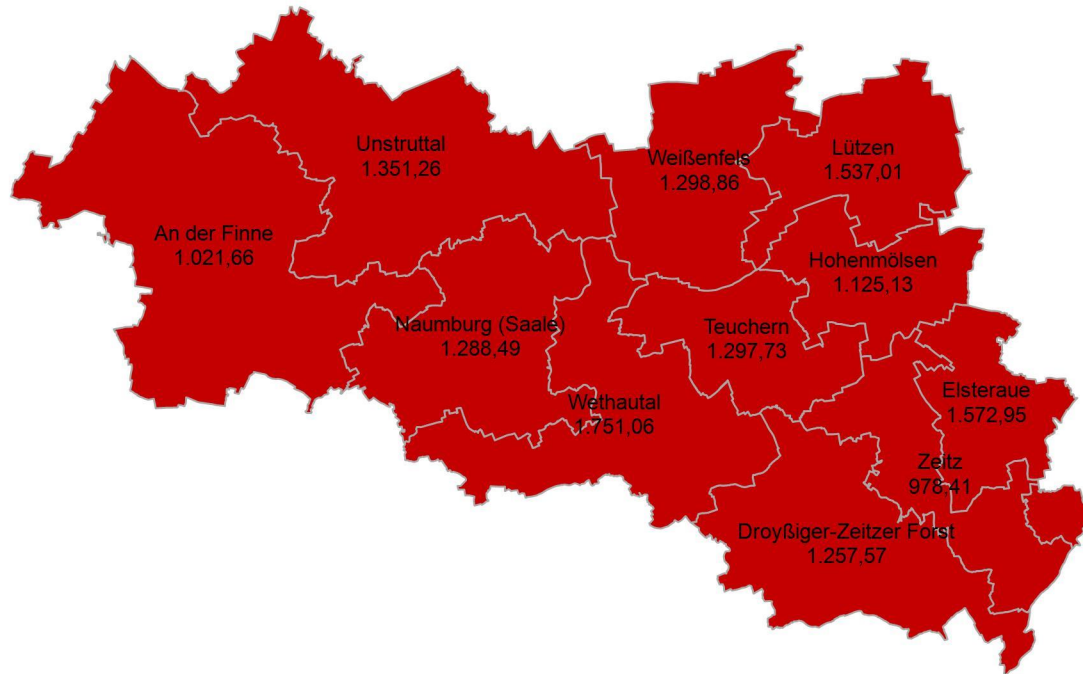 Unstruttal
1.351,26
Weißenfels
1.298,86
Lützen
1.537,01
An der Finne
1.021,66
Hohenmölsen
1.125,13
Naumburg (Saale)
1.288,49
Teuchern
1.297,73
Wethautal
1.751,06
Elsteraue
1.572,95
Zeitz
978,41
Droyßiger-Zeitzer Forst
1.257,57